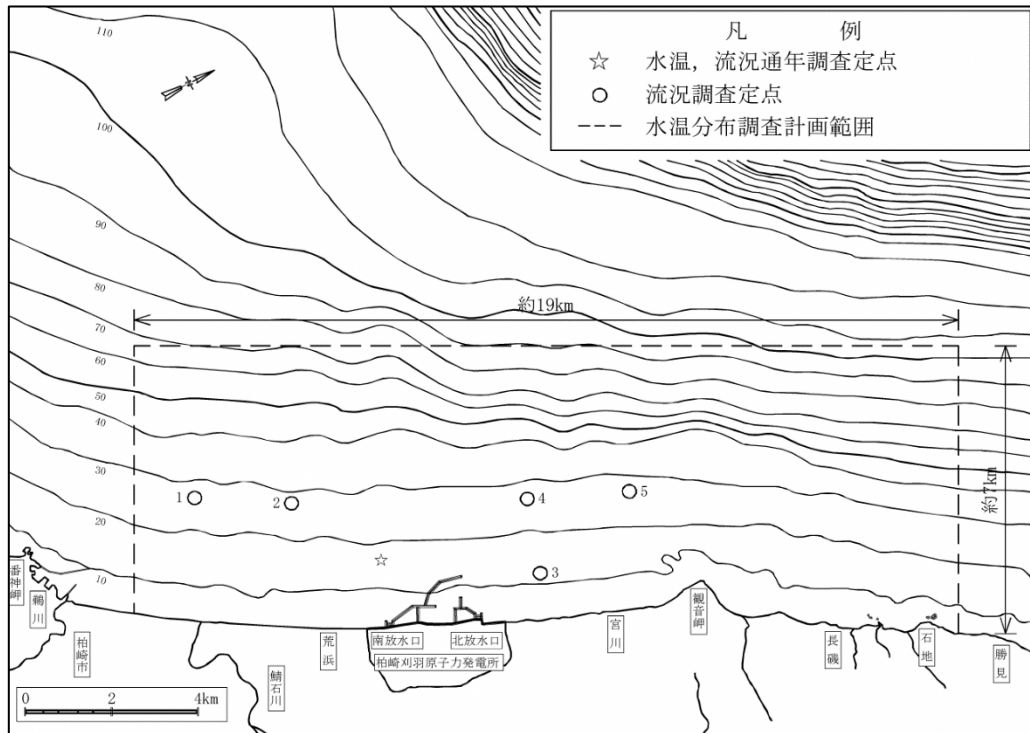 凡 例
☆ 水温，流況通年調査定点
○ 流況調査定点
水温分布調査計画範囲
110
100
90
80
70
60
50
40
30
20
10
約19km
約7km
1
2
3
4
5
番神岬
鵜川
柏崎市
鯖石川
荒浜
南放水口
北放水口
柏崎刈羽原子力発電所
宮川
観音岬
長磯
石地
勝見
0 2 4km